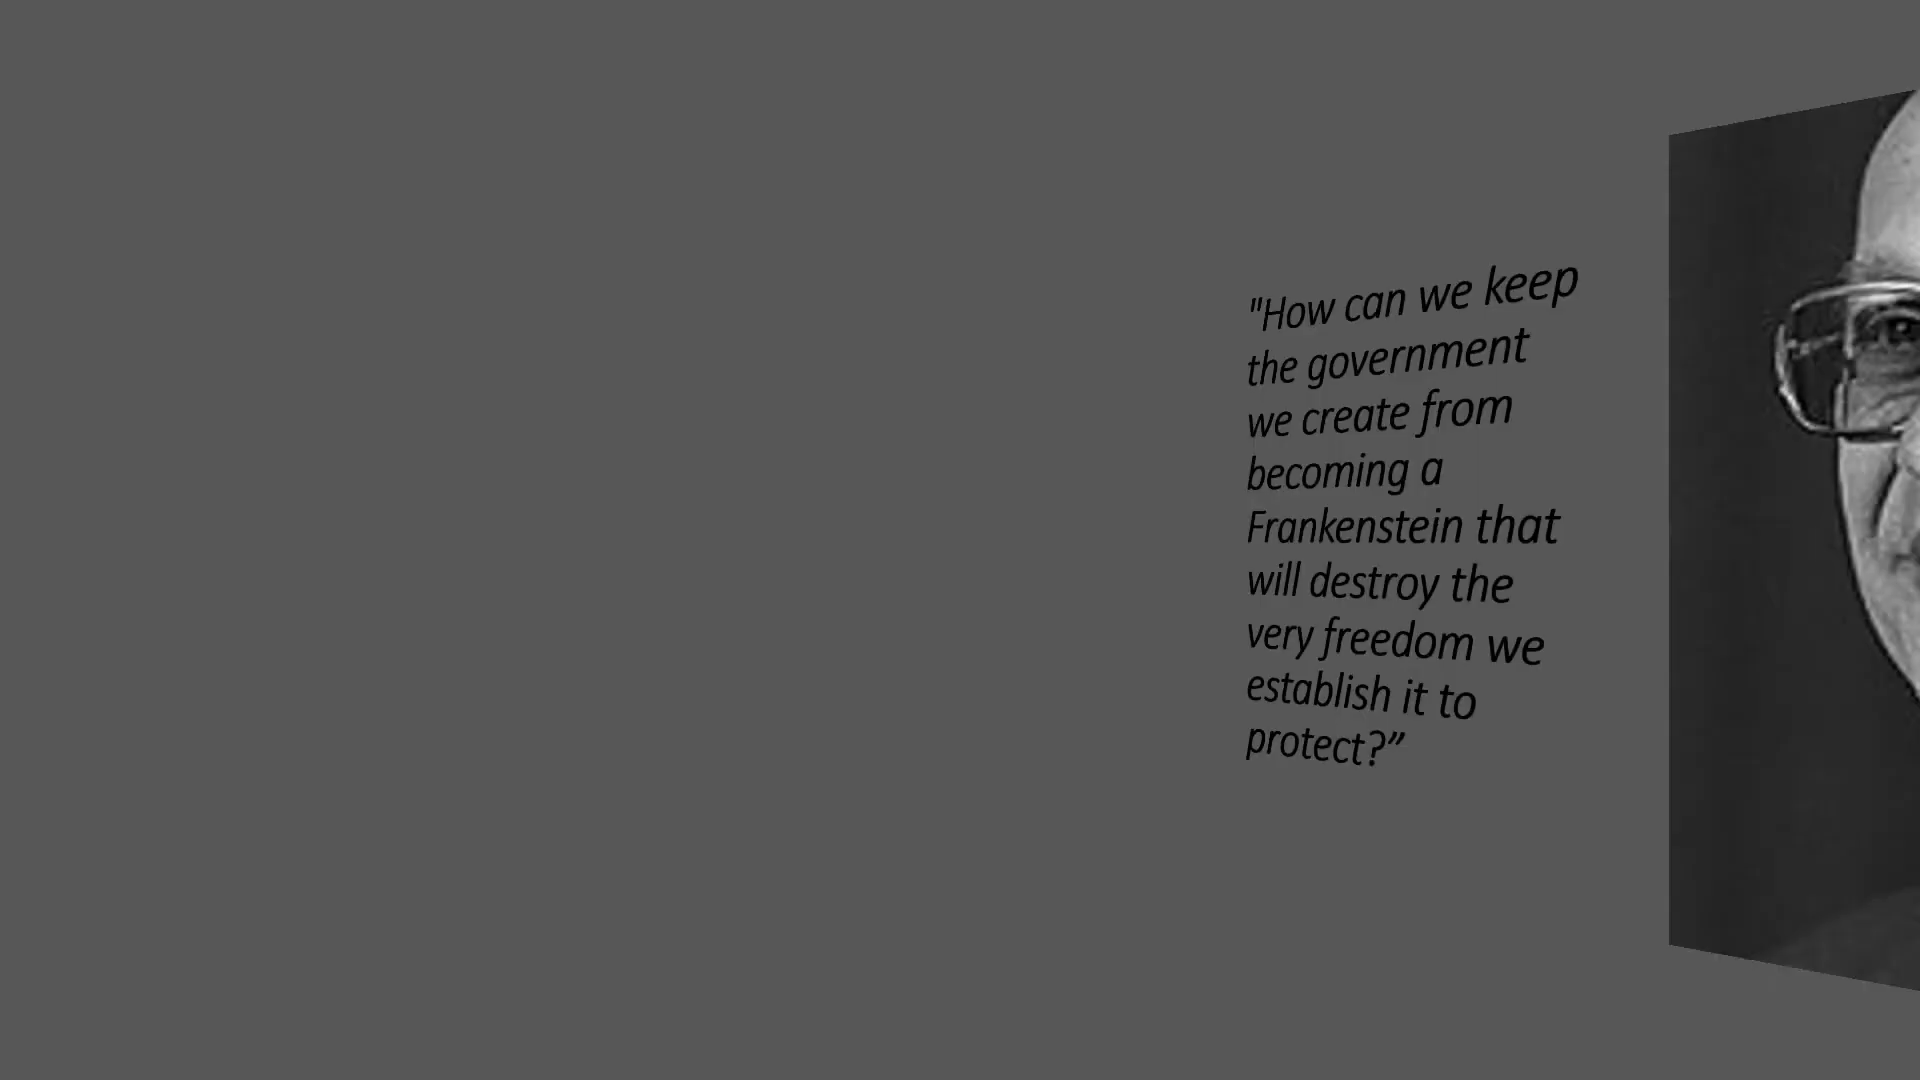 "How can we keep
the government
we create from
becoming a
Frankenstein that
will destroy the
very freedom we
establish it to
protect?”